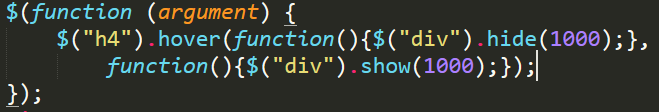 $(function (argument) {
$("h4").hover(function(){$("div").hide(1000);},
function(){$("div").show(1000);});
});